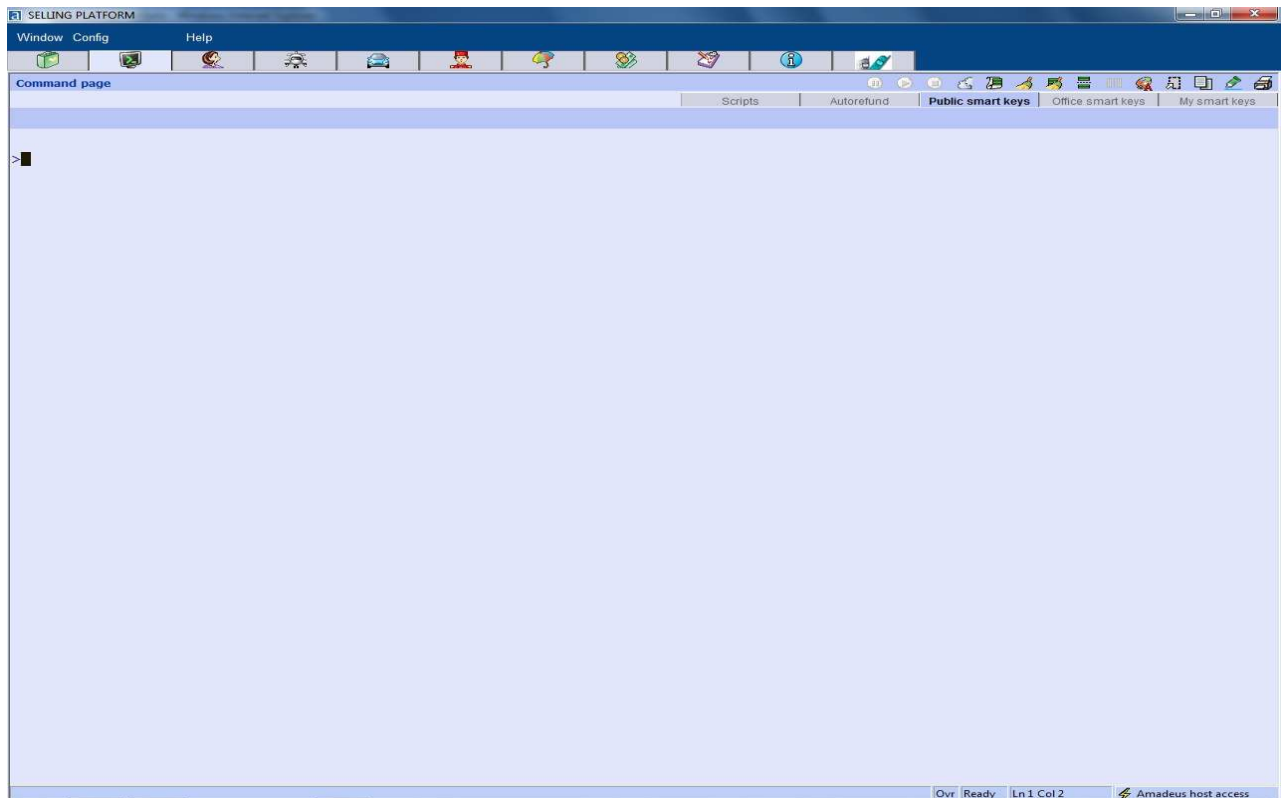 SELLING PLATFORM
Window Config Help
Command page
Scripts Autorefund Public smart keys Office smart keys My smart keys
>
Ovr Ready Ln 1 Col 2 Amadeus host access